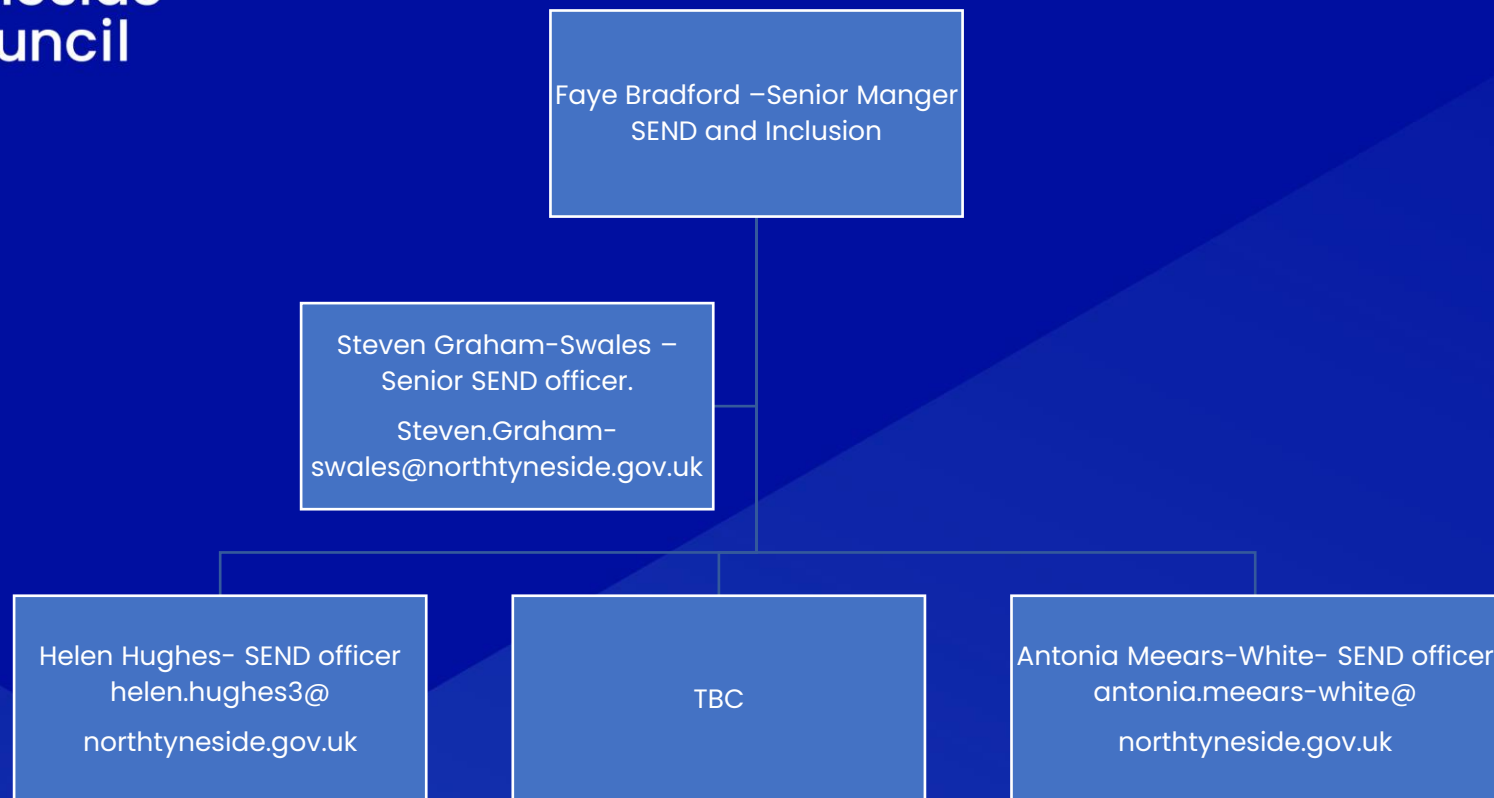 uncil
Faye Bradford –Senior Manger
SEND and Inclusion
Steven Graham-Swales –
Senior SEND officer.
Steven.Graham-
swales@northtyneside.gov.uk
Helen Hughes- SEND officer
helen.hughes3@
northtyneside.gov.uk
TBC
Antonia Meears-White- SEND officer
antonia.meears-white@
northtyneside.gov.uk